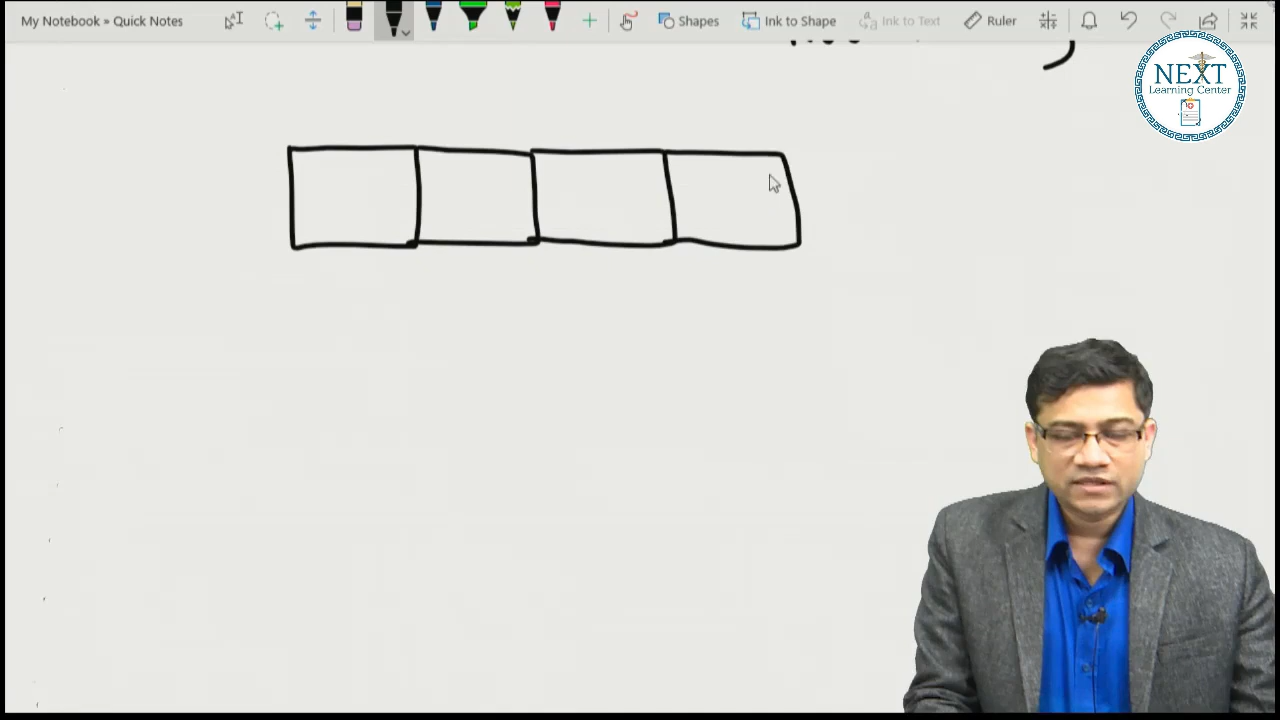 My Notebook » Quick Notes
Shapes
Ink to Shape
Ink to Text
Ruler
NEXT
Learning Center